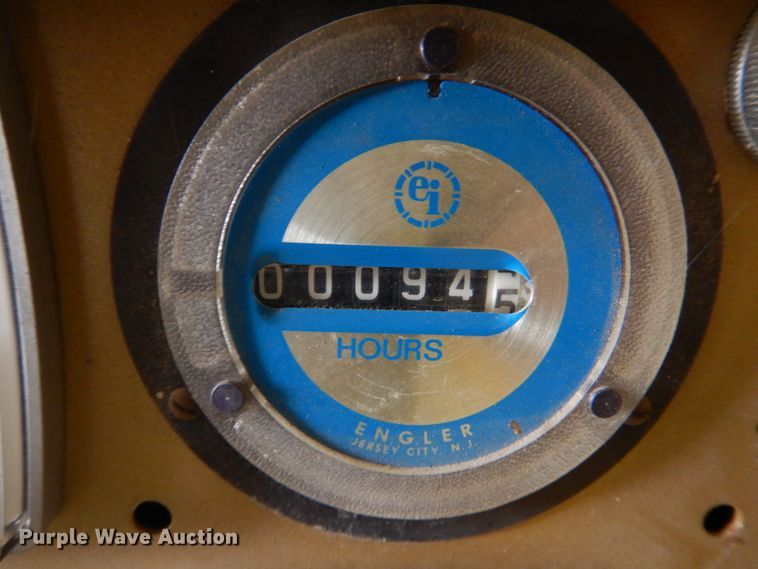 ei
0 0 0 9 4 5
HOURS
ENGLER
JERSEY CITY, N.J.
Purple Wave Auction